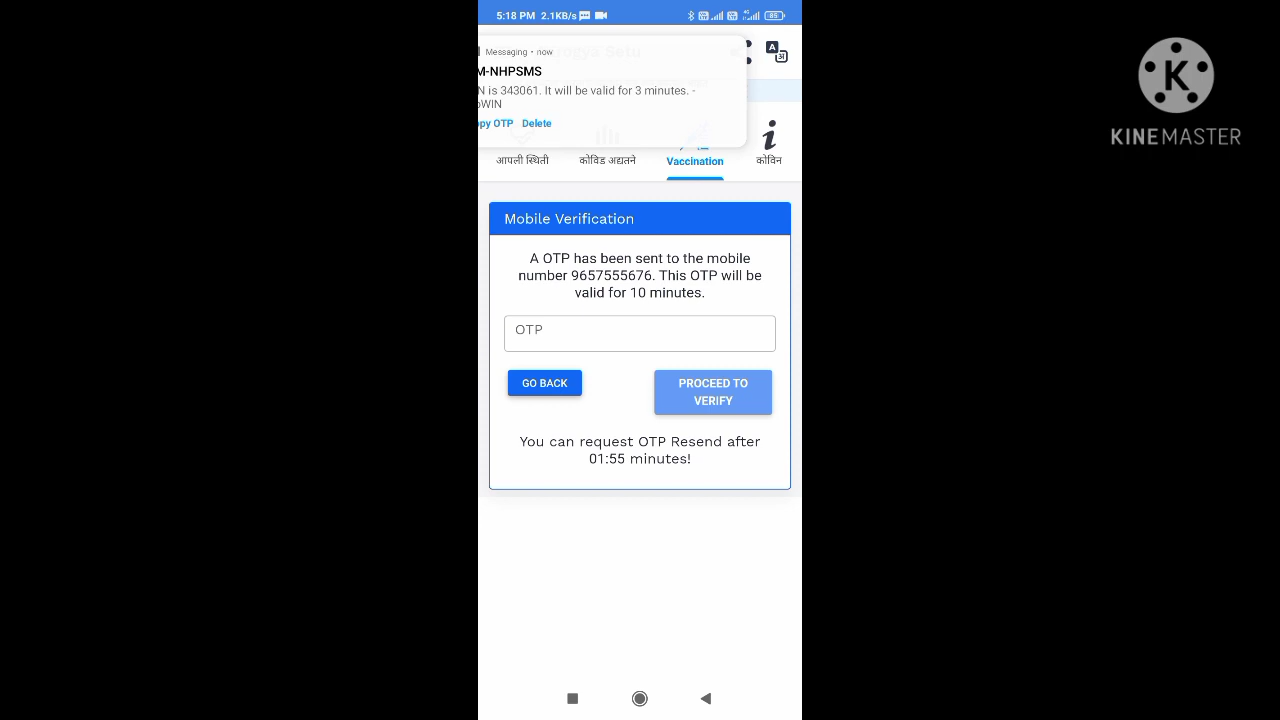 5:18 PM 2.1KB/s
85
Messaging • now
M-NHPSMS
N is 343061. It will be valid for 3 minutes. -
oWIN
opy OTP Delete
आपली स्थिती
कोविड अद्यतने
Vaccination
कोविन
Mobile Verification
A OTP has been sent to the mobile
number 9657555676. This OTP will be
valid for 10 minutes.
OTP
GO BACK
PROCEED TO
VERIFY
You can request OTP Resend after
01:55 minutes!
K
KINEMASTER